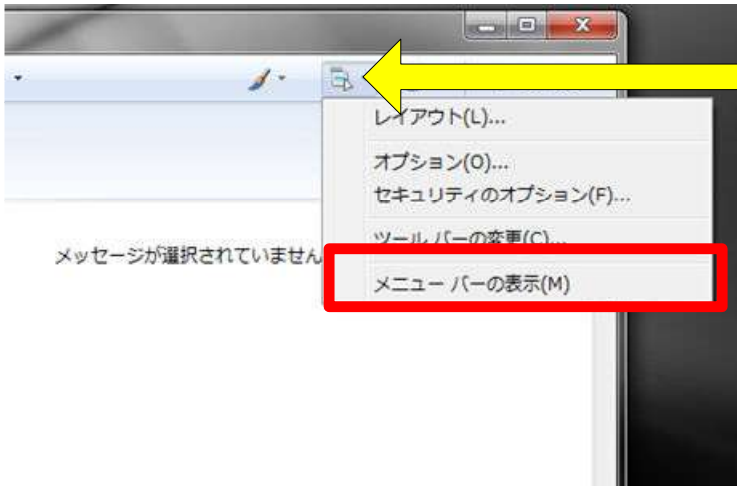 レイアウト(L)...
オプション(O)...
セキュリティのオプション(F)...
ツール バーの変更(C)...
メッセージが選択されていません
メニュー バーの表示(M)